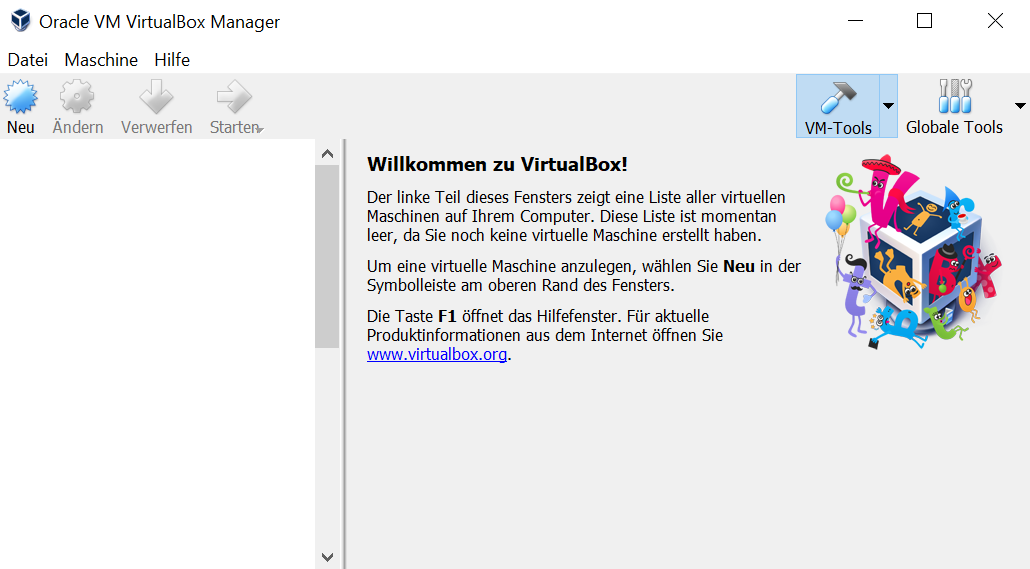 Oracle VM VirtualBox Manager
Datei Maschine Hilfe
Neu Ändern Verwerfen Starten VM-Tools Globale Tools
Willkommen zu VirtualBox!
Der linke Teil dieses Fensters zeigt eine Liste aller virtuellen
Maschinen auf Ihrem Computer. Diese Liste ist momentan
leer, da Sie noch keine virtuelle Maschine erstellt haben.
Um eine virtuelle Maschine anzulegen, wählen Sie Neu in der
Symbolleiste am oberen Rand des Fensters.
Die Taste F1 öffnet das Hilfefenster. Für aktuelle
Produktinformationen aus dem Internet öffnen Sie
www.virtualbox.org.